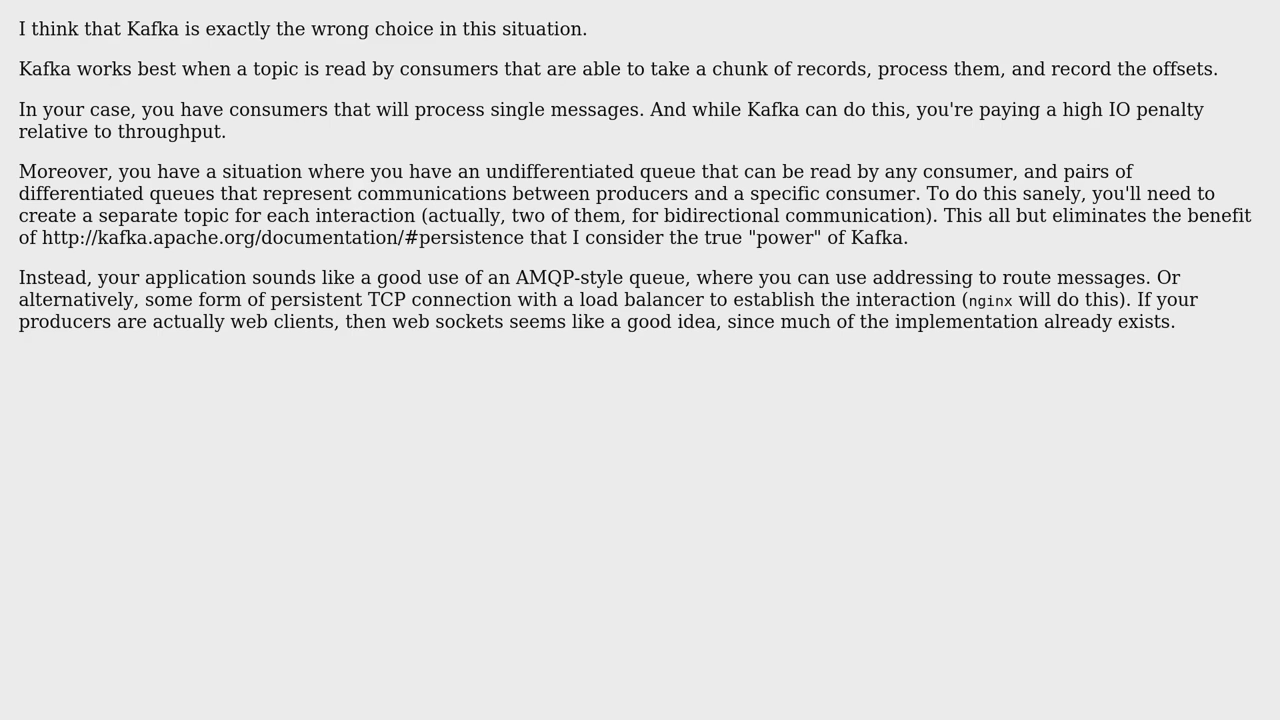 I think that Kafka is exactly the wrong choice in this situation.
Kafka works best when a topic is read by consumers that are able to take a chunk of records, process them, and record the offsets.
In your case, you have consumers that will process single messages. And while Kafka can do this, you're paying a high IO penalty
relative to throughput.
Moreover, you have a situation where you have an undifferentiated queue that can be read by any consumer, and pairs of
differentiated queues that represent communications between producers and a specific consumer. To do this sanely, you'll need to
create a separate topic for each interaction (actually, two of them, for bidirectional communication). This all but eliminates the benefit
of http://kafka.apache.org/documentation/#persistence that I consider the true "power" of Kafka.
Instead, your application sounds like a good use of an AMQP-style queue, where you can use addressing to route messages. Or
alternatively, some form of persistent TCP connection with a load balancer to establish the interaction (nginx will do this). If your
producers are actually web clients, then web sockets seems like a good idea, since much of the implementation already exists.